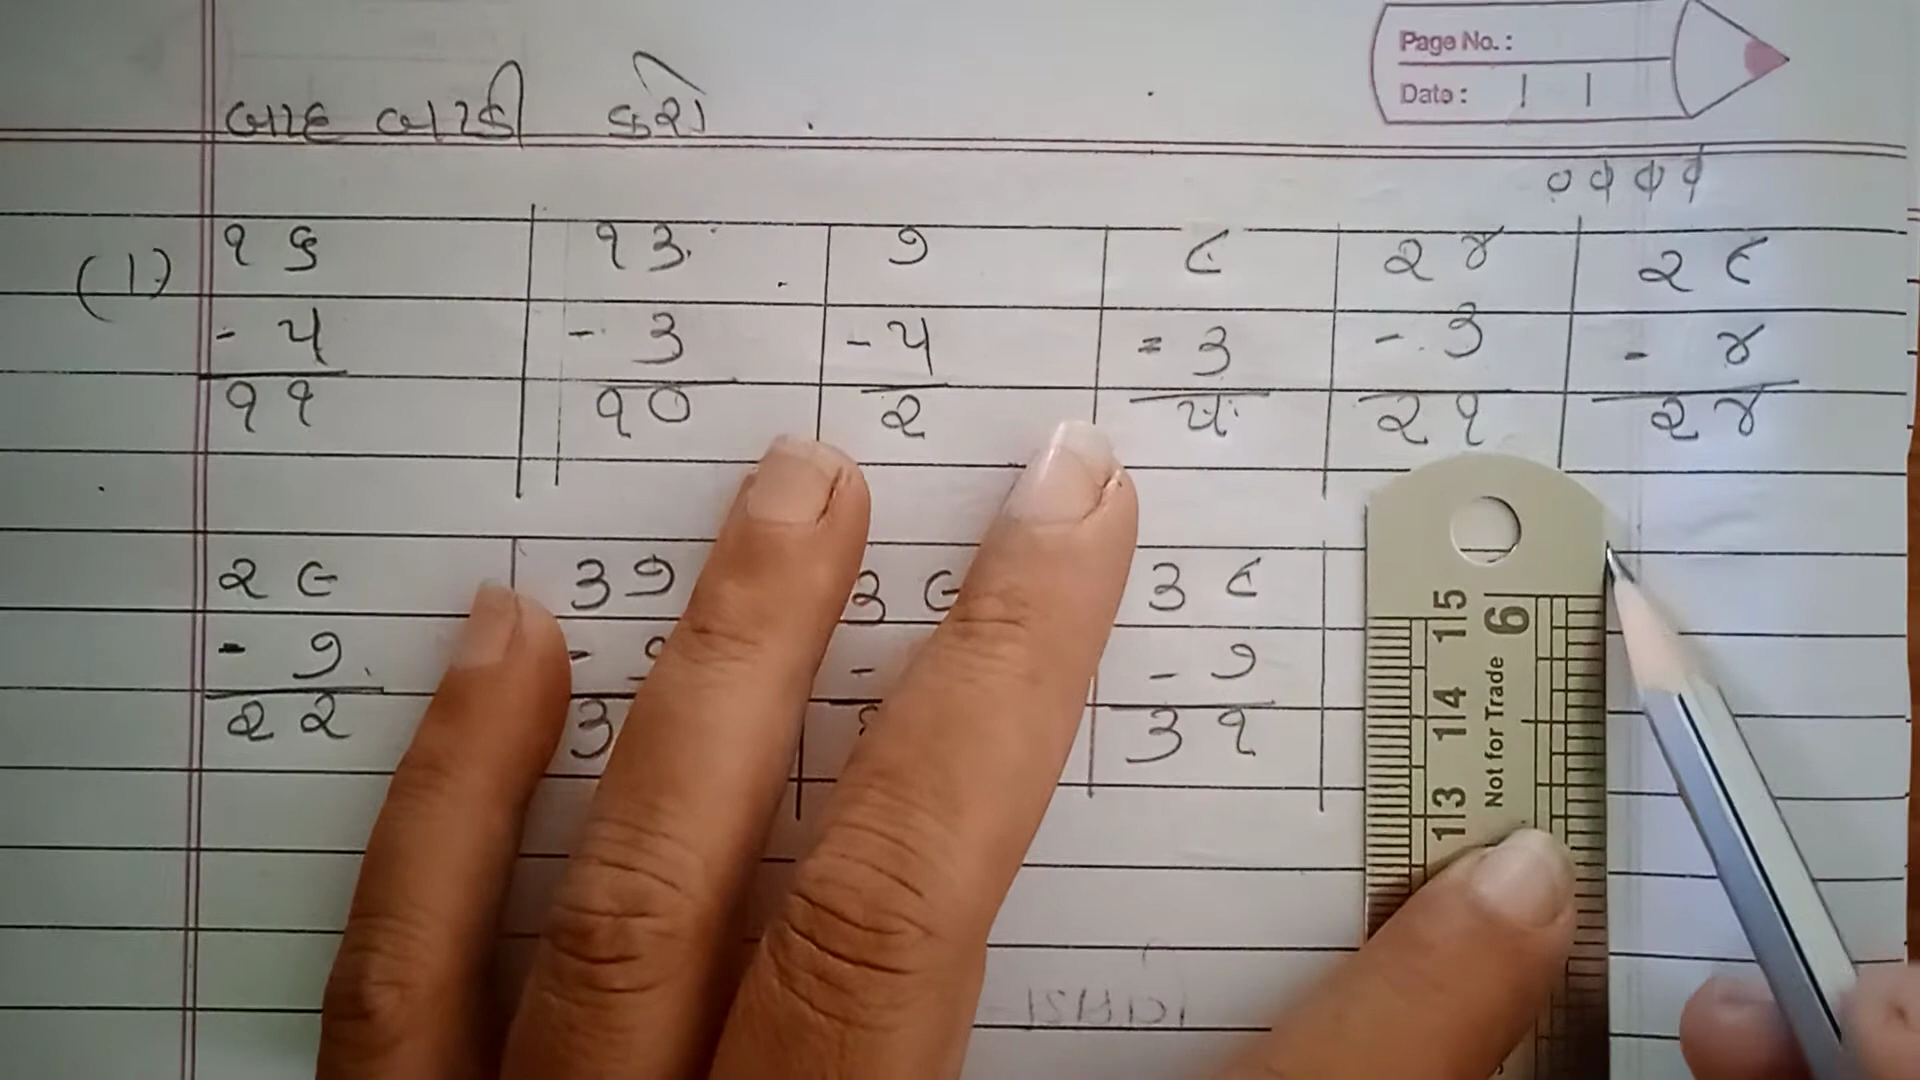 Page No. :
Date :
બાદ બાકી કરો .
૦૧૧૧
(1) ૧૬ ૧૩ ૭ ૮ ૨૪ ૨૮
- ૫ - ૩ - ૫ = ૩ - ૩ - ૪
૧૧ ૧૦ ૨ ૫ ૨૧ ૨૪
૨૯ ૩૭ ૩૯ ૩૮
- ૭ - - - ૭
૨૨ ૩ ૩૧
15 14 13
6
Not for Trade